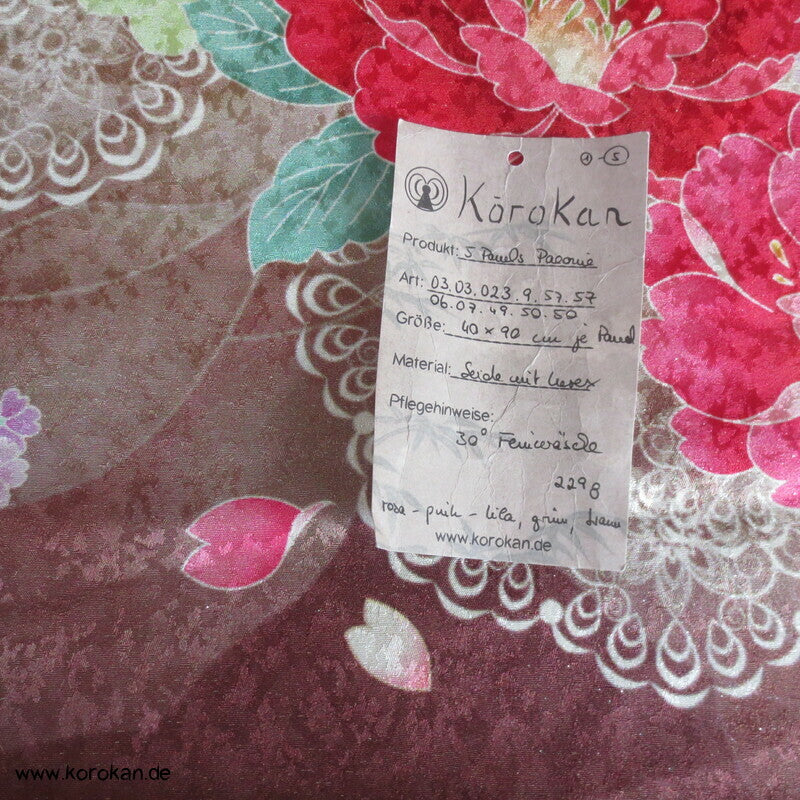 1-5
Kōrokan
Produkt: 5 Panels Paeonie
Art: 03.03.023.9.57.57
06.07.49.50.50
Größe: 40 x 90 cm je Panel
Material: Seide mit Lurex
Pflegehinweise:
30° Feinwäsche
229g
rosa - pink - lila, grün, braun
www.korokan.de
www.korokan.de